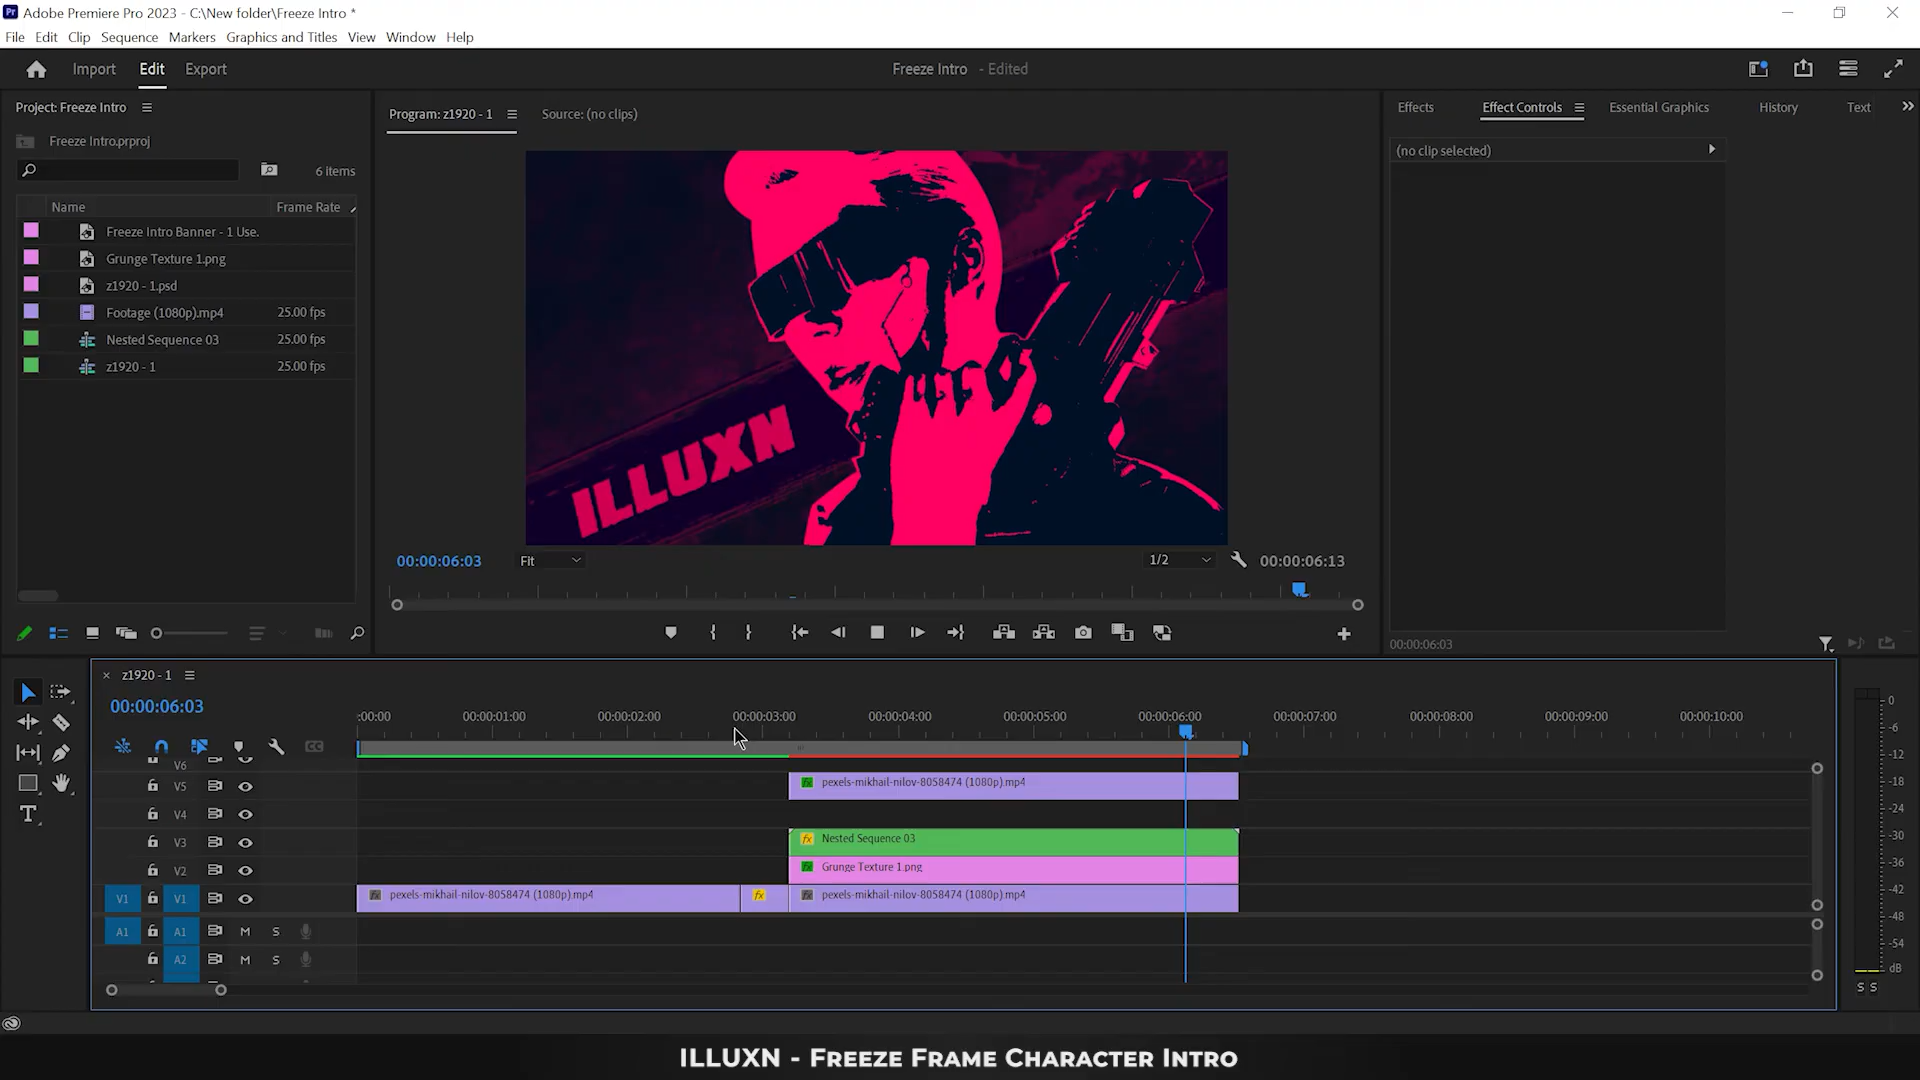 Pr Adobe Premiere Pro 2023 - C:\New folder\Freeze Intro *
File Edit Clip Sequence Markers Graphics and Titles View Window Help
Import Edit Export
Freeze Intro - Edited
Project: Freeze Intro
Freeze Intro.prproj
6 items
Name Frame Rate
Freeze Intro Banner - 1 Use.
Grunge Texture 1.png
z1920 - 1.psd
Footage (1080p).mp4 25.00 fps
Nested Sequence 03 25.00 fps
z1920 - 1 25.00 fps
Program: z1920 - 1
Source: (no clips)
ILLUXN
00:00:06:03 Fit 1/2 00:00:06:13
Effects Effect Controls Essential Graphics History Text
(no clip selected)
00:00:06:03
z1920 - 1
00:00:06:03
:00:00 00:00:01:00 00:00:02:00 00:00:03:00 00:00:04:00 00:00:05:00 00:00:06:00 00:00:07:00 00:00:08:00 00:00:09:00 00:00:10:00
CC
V6
V5 fx pexels-mikhail-nilov-8058474 (1080p).mp4
V4
V3 fx Nested Sequence 03
V2 fx Grunge Texture 1.png
V1 V1 fx pexels-mikhail-nilov-8058474 (1080p).mp4 fx fx pexels-mikhail-nilov-8058474 (1080p).mp4
A1 A1 M S
A2 M S
T
0
-6
-12
-18
-24
-30
-36
-42
-48
-54
dB
S S
ILLUXN - Freeze Frame Character Intro